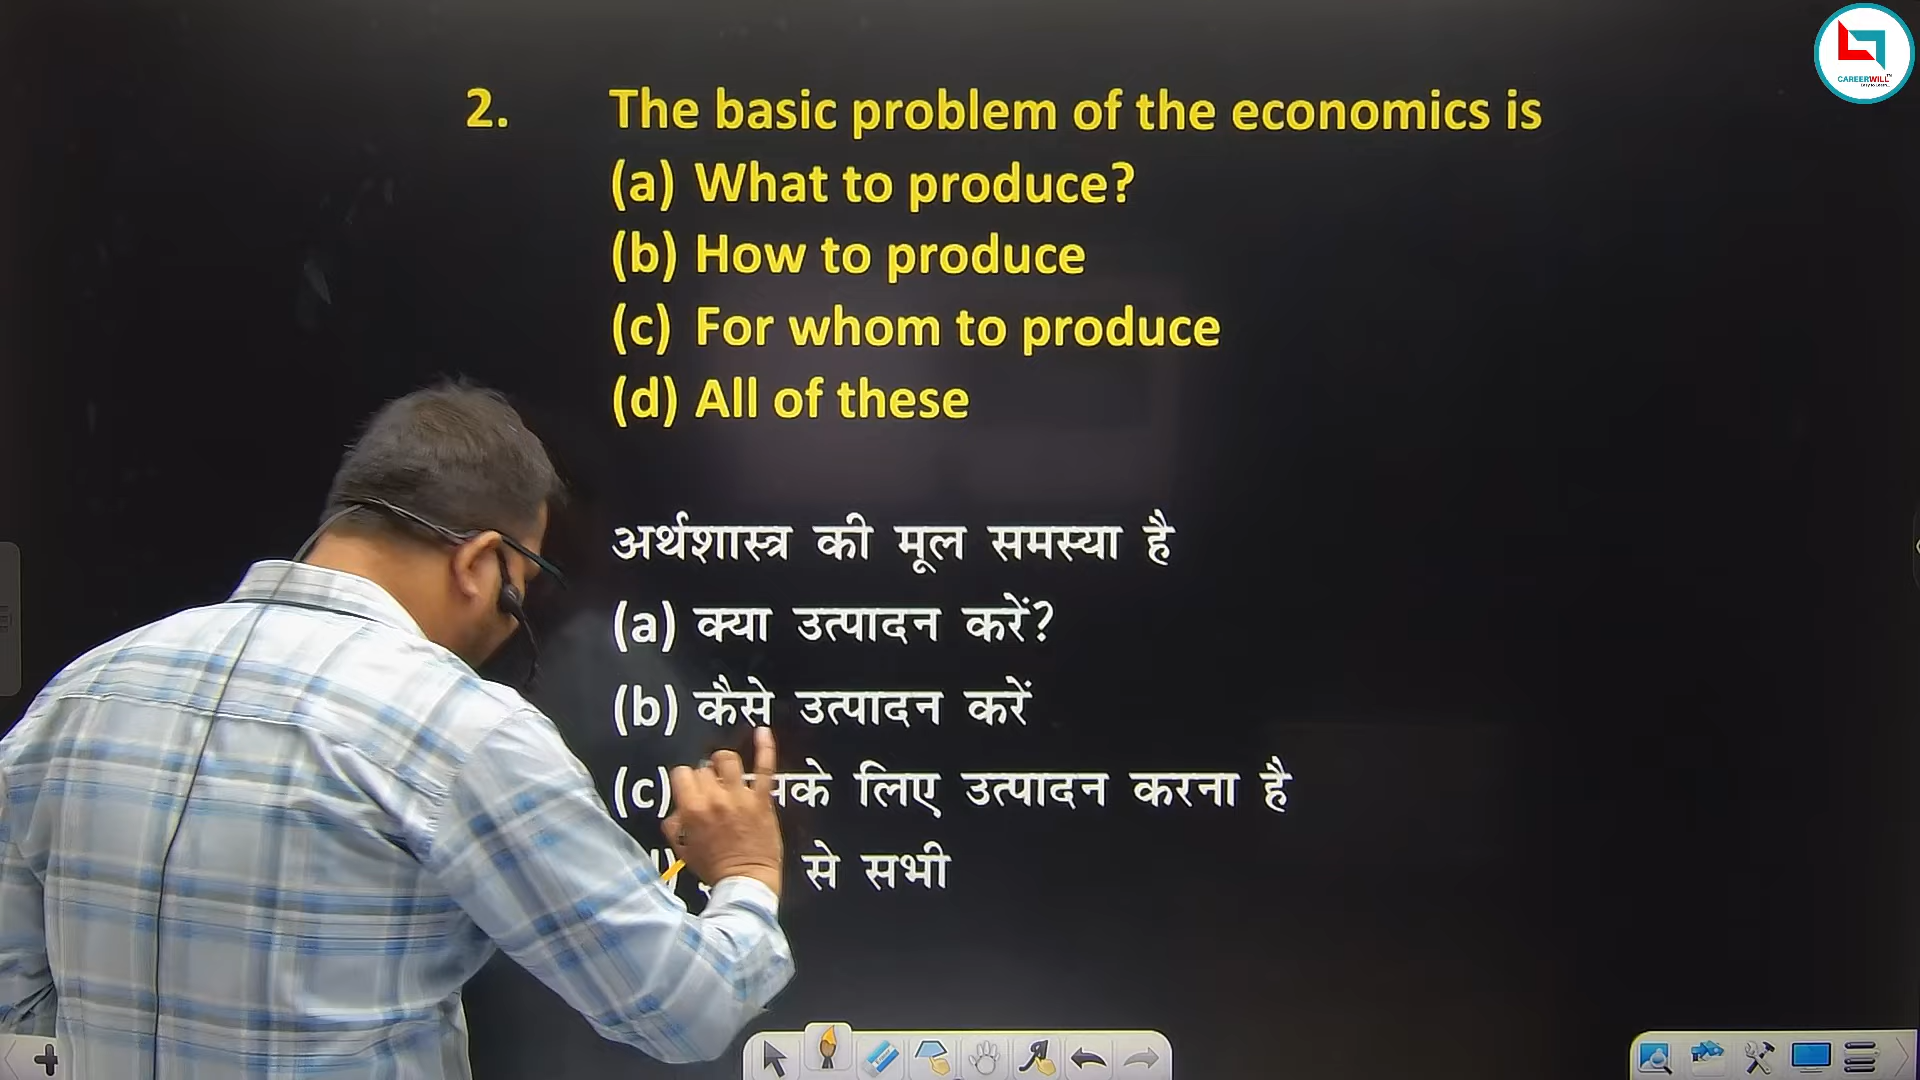 CAREERWILL
2. The basic problem of the economics is
(a) What to produce?
(b) How to produce
(c) For whom to produce
(d) All of these
अर्थशास्त्र की मूल समस्या है
(a) क्या उत्पादन करें?
(b) कैसे उत्पादन करें
(c) लिए उत्पादन करना है
से सभी